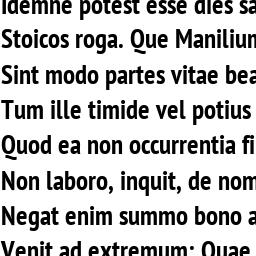 idemne potest esse dies sa
Stoicos roga. Que Manilium
Sint modo partes vitae bea
Tum ille timide vel potius
Quod ea non occurrentia fi
Non laboro, inquit, de nom
Negat enim summo bono a
Venit ad extremum; Quae